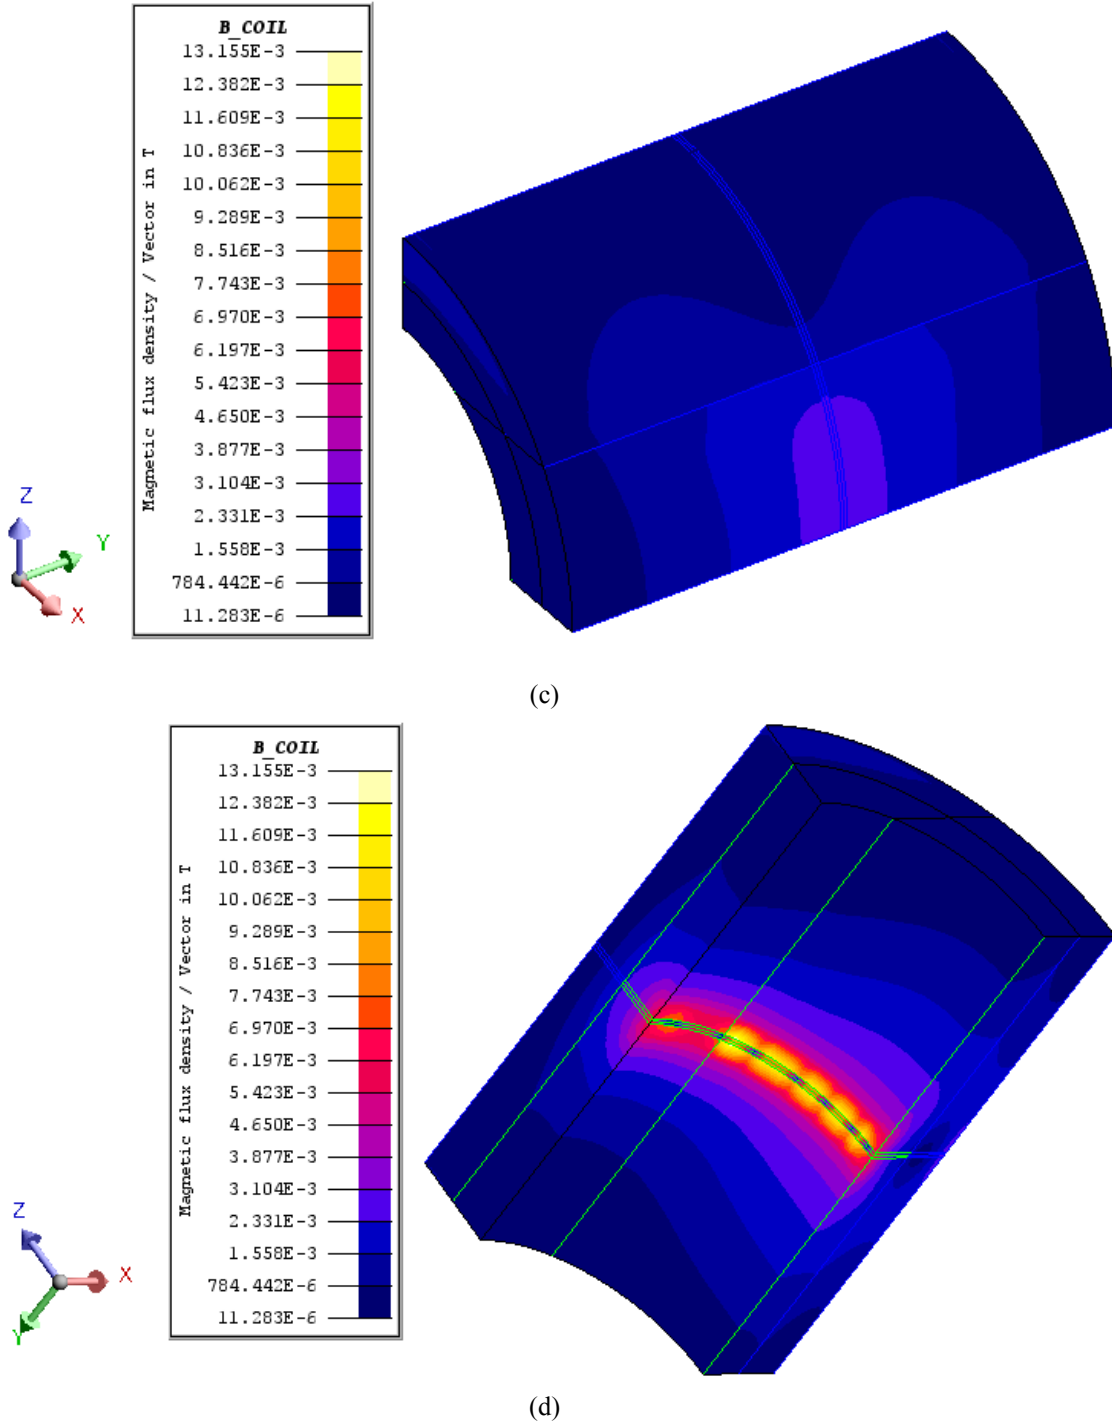 B_COIL
13.155E-3
12.382E-3
11.609E-3
10.836E-3
10.062E-3
9.289E-3
8.516E-3
7.743E-3
6.970E-3
6.197E-3
5.423E-3
4.650E-3
3.877E-3
3.104E-3
2.331E-3
1.558E-3
784.442E-6
11.283E-6
Magnetic flux density / Vector in T
Z
Y
X
(c)
B_COIL
13.155E-3
12.382E-3
11.609E-3
10.836E-3
10.062E-3
9.289E-3
8.516E-3
7.743E-3
6.970E-3
6.197E-3
5.423E-3
4.650E-3
3.877E-3
3.104E-3
2.331E-3
1.558E-3
784.442E-6
11.283E-6
Magnetic flux density / Vector in T
Z
X
Y
(d)